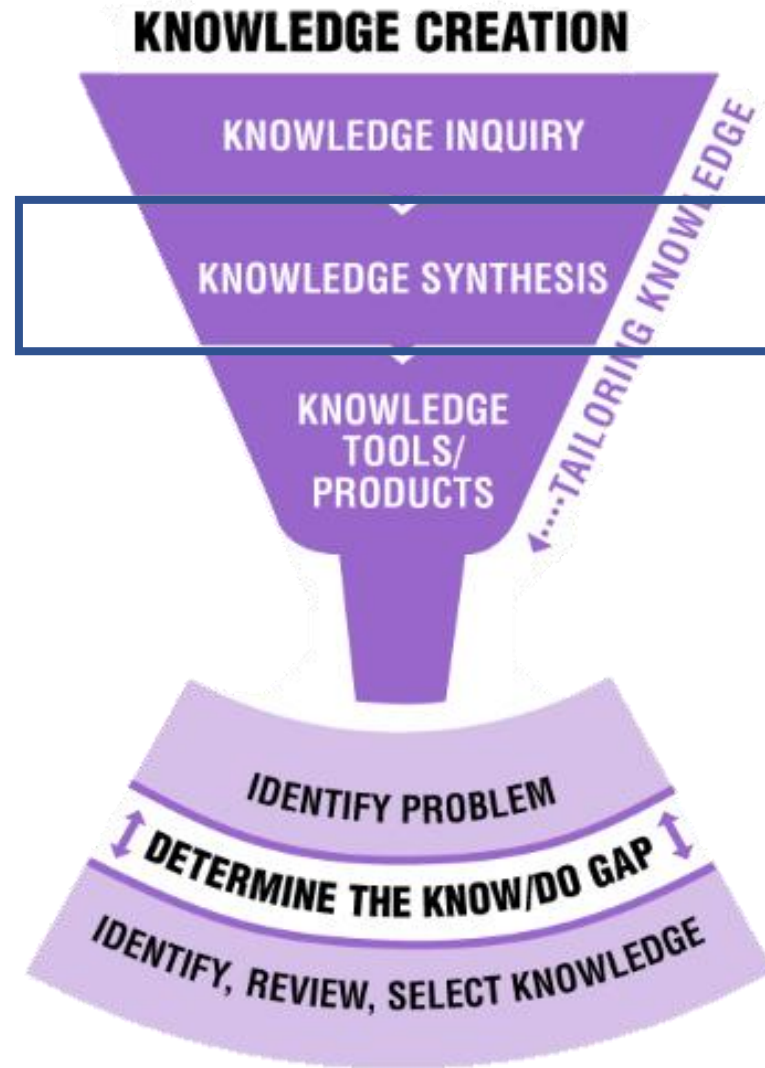 KNOWLEDGE CREATION
KNOWLEDGE INQUIRY
KNOWLEDGE SYNTHESIS
KNOWLEDGE
TOOLS/
PRODUCTS
TAILORING KNOWLEDGE
IDENTIFY PROBLEM
DETERMINE THE KNOW/DO GAP
IDENTIFY, REVIEW, SELECT KNOWLEDGE